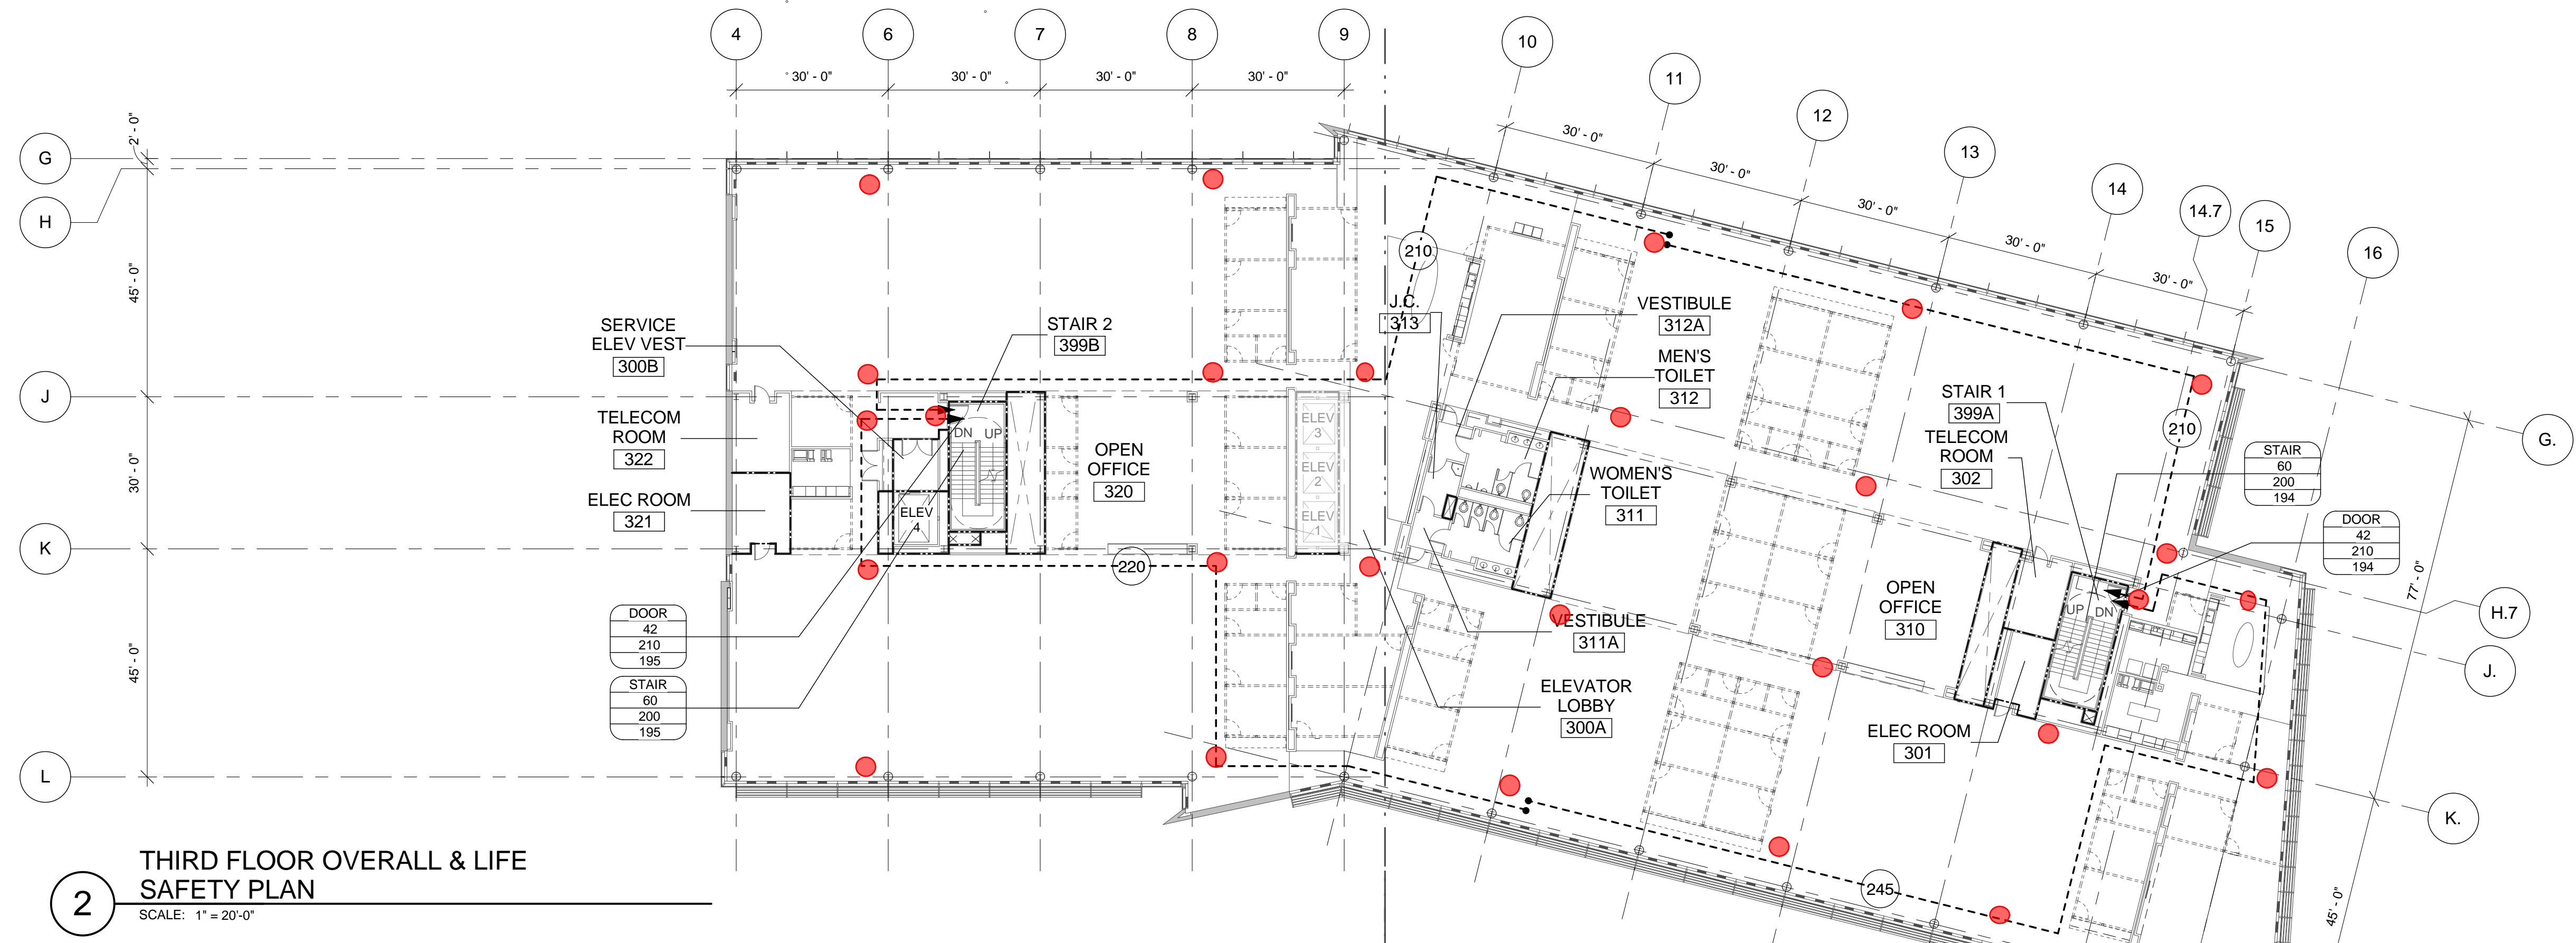 4
6
7
8
9
10
11
12
13
14
14.7
15
16
30' - 0"
30' - 0"
30' - 0"
30' - 0"
30' - 0"
30' - 0"
30' - 0"
30' - 0"
30' - 0"
G
H
J
K
L
2' - 0"
45' - 0"
30' - 0"
45' - 0"
G.
H.7
J.
K.
77' - 0"
45' - 0"
SERVICE
ELEV VEST
300B
TELECOM
ROOM
322
ELEC ROOM
321
STAIR 2
399B
DN
UP
ELEV
4
OPEN
OFFICE
320
ELEV
3
ELEV
2
ELEV
1
220
DOOR
42
210
195
STAIR
60
200
195
210
J.C.
313
VESTIBULE
312A
MEN'S
TOILET
312
WOMEN'S
TOILET
311
VESTIBULE
311A
ELEVATOR
LOBBY
300A
STAIR 1
399A
TELECOM
ROOM
302
210
STAIR
60
200
194
DOOR
42
210
194
OPEN
OFFICE
310
UP
DN
ELEC ROOM
301
245
2
THIRD FLOOR OVERALL & LIFE
SAFETY PLAN
SCALE: 1" = 20'-0"